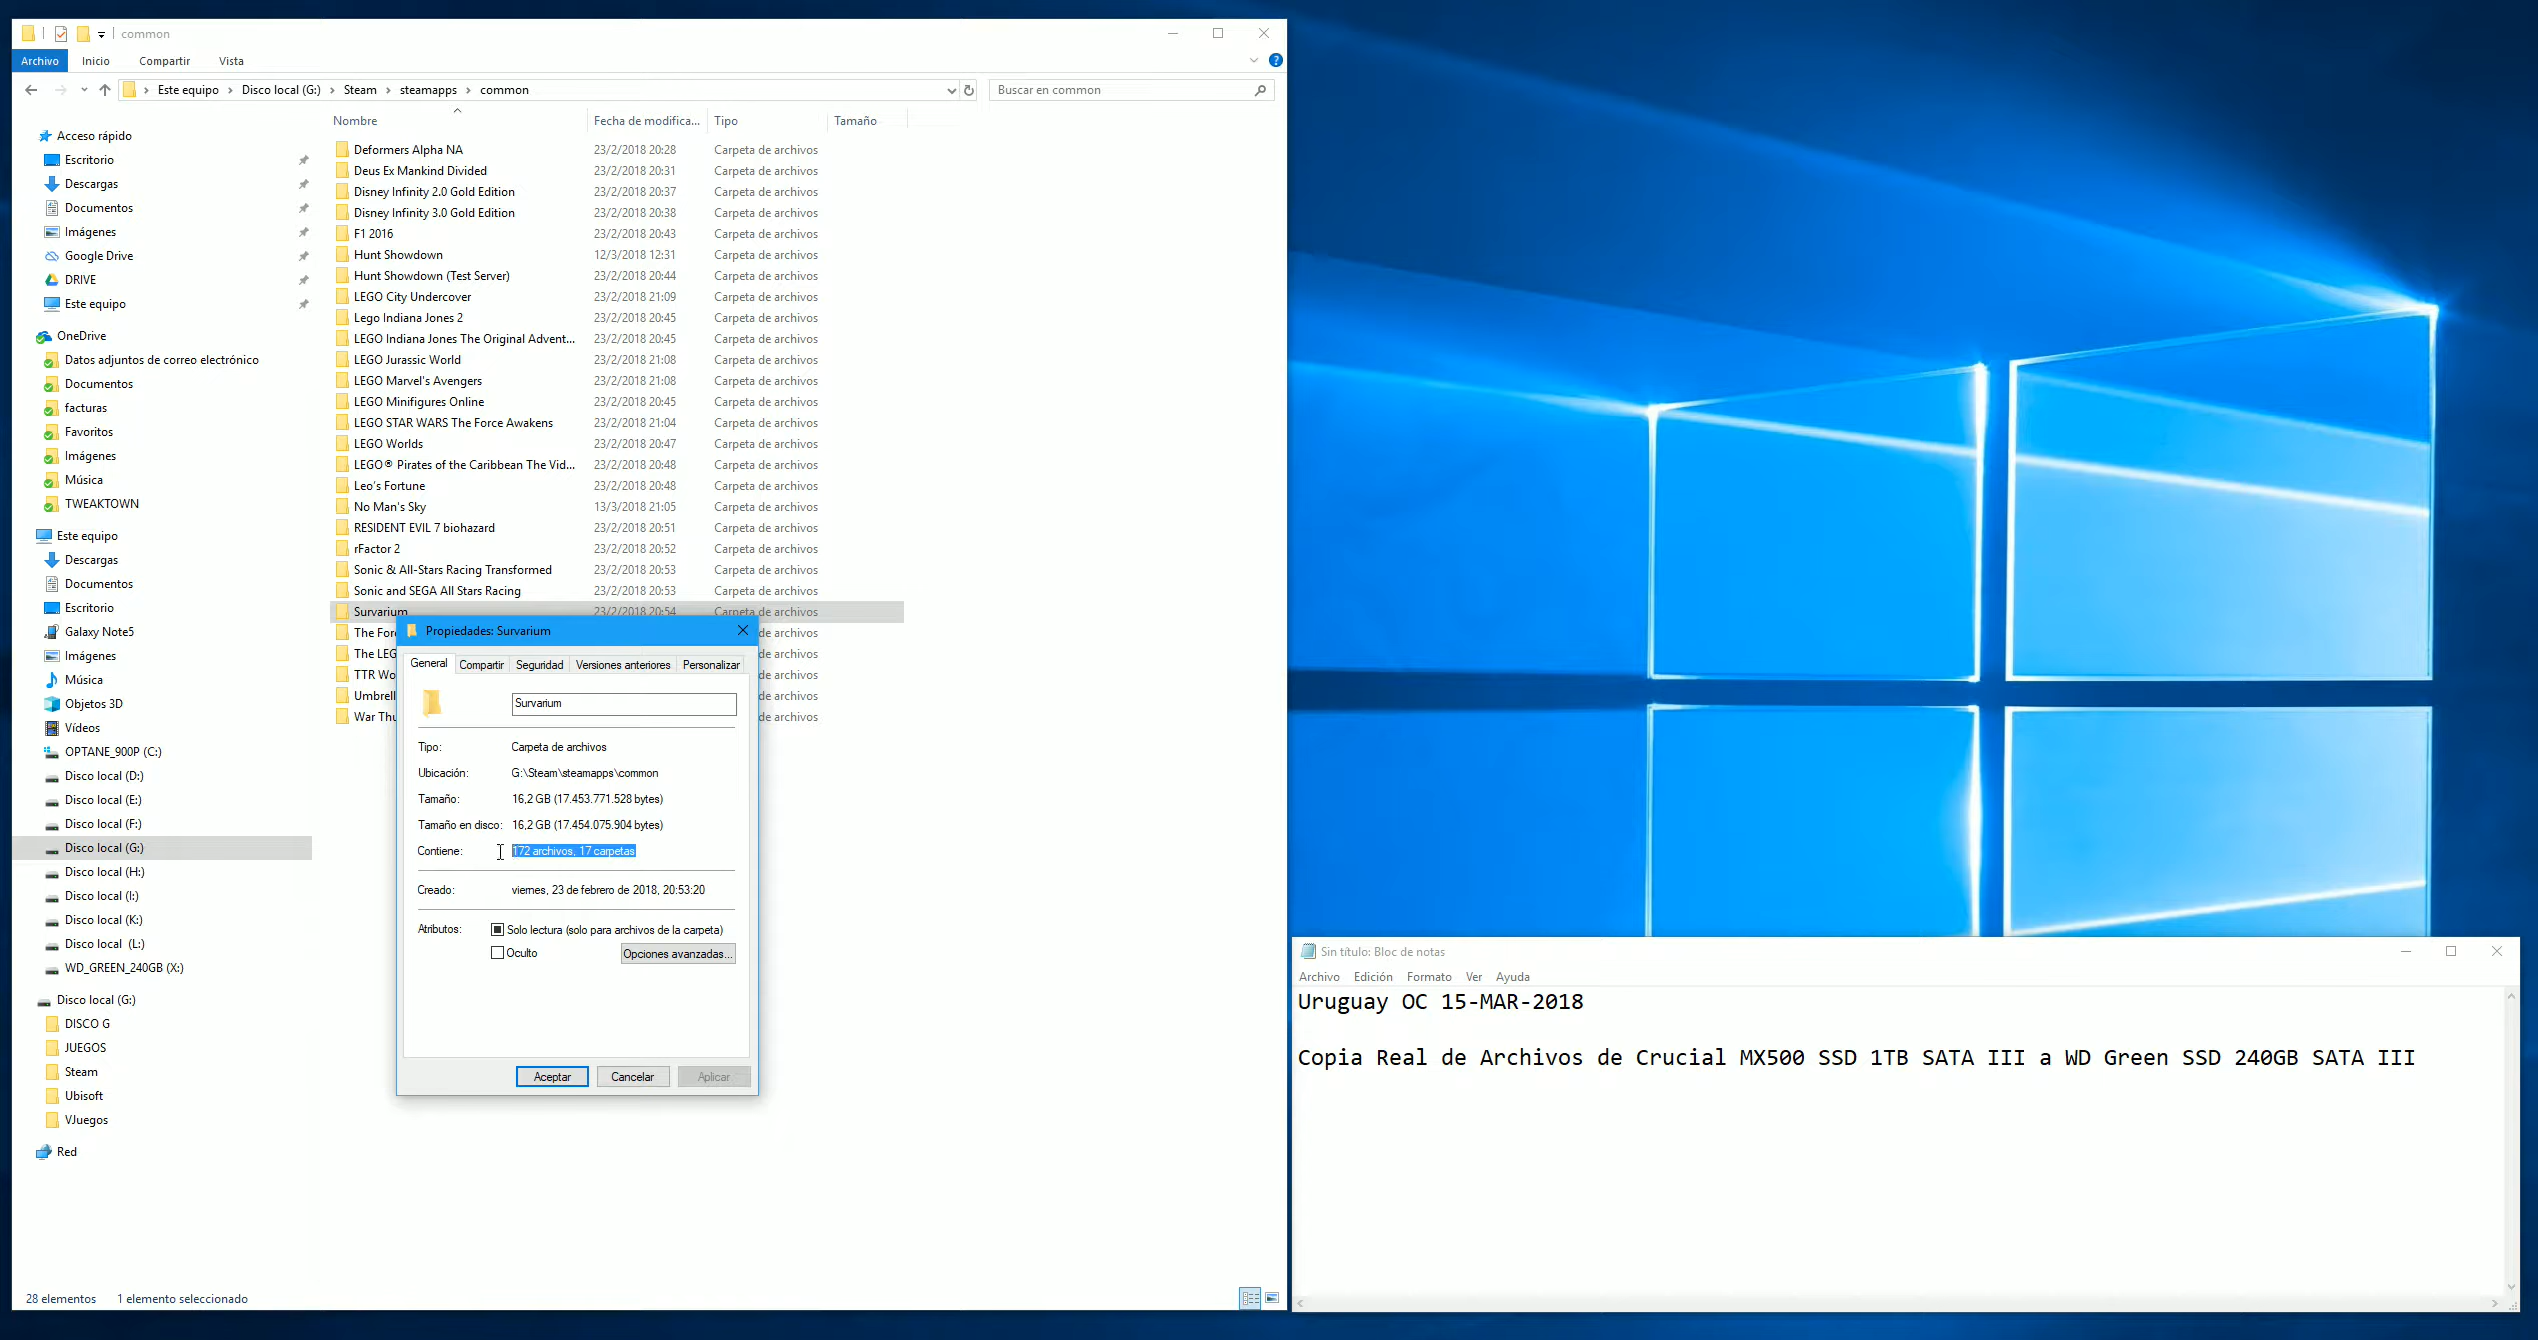 common
Archivo Inicio Compartir Vista
Este equipo Disco local (G:) Steam steamapps common
Buscar en common
Nombre Fecha de modifica... Tipo Tamaño
Acceso rápido
Escritorio
Descargas
Documentos
Imágenes
Google Drive
DRIVE
Este equipo
OneDrive
Datos adjuntos de correo electrónico
Documentos
facturas
Favoritos
Imágenes
Música
TWEAKTOWN
Este equipo
Descargas
Documentos
Escritorio
Galaxy Note5
Imágenes
Música
Objetos 3D
Vídeos
OPTANE_900P (C:)
Disco local (D:)
Disco local (E:)
Disco local (F:)
Disco local (G:)
Disco local (H:)
Disco local (I:)
Disco local (K:)
Disco local (L:)
WD_GREEN_240GB (X:)
Disco local (G:)
DISCO G
JUEGOS
Steam
Ubisoft
VJuegos
Red
Deformers Alpha NA 23/2/2018 20:28 Carpeta de archivos
Deus Ex Mankind Divided 23/2/2018 20:31 Carpeta de archivos
Disney Infinity 2.0 Gold Edition 23/2/2018 20:37 Carpeta de archivos
Disney Infinity 3.0 Gold Edition 23/2/2018 20:38 Carpeta de archivos
F1 2016 23/2/2018 20:43 Carpeta de archivos
Hunt Showdown 12/3/2018 12:31 Carpeta de archivos
Hunt Showdown (Test Server) 23/2/2018 20:44 Carpeta de archivos
LEGO City Undercover 23/2/2018 21:09 Carpeta de archivos
Lego Indiana Jones 2 23/2/2018 20:45 Carpeta de archivos
LEGO Indiana Jones The Original Advent... 23/2/2018 20:45 Carpeta de archivos
LEGO Jurassic World 23/2/2018 21:08 Carpeta de archivos
LEGO Marvel's Avengers 23/2/2018 21:08 Carpeta de archivos
LEGO Minifigures Online 23/2/2018 20:45 Carpeta de archivos
LEGO STAR WARS The Force Awakens 23/2/2018 21:04 Carpeta de archivos
LEGO Worlds 23/2/2018 20:47 Carpeta de archivos
LEGO® Pirates of the Caribbean The Vid... 23/2/2018 20:48 Carpeta de archivos
Leo's Fortune 23/2/2018 20:48 Carpeta de archivos
No Man's Sky 13/3/2018 21:05 Carpeta de archivos
RESIDENT EVIL 7 biohazard 23/2/2018 20:51 Carpeta de archivos
rFactor 2 23/2/2018 20:52 Carpeta de archivos
Sonic & All-Stars Racing Transformed 23/2/2018 20:53 Carpeta de archivos
Sonic and SEGA All Stars Racing 23/2/2018 20:53 Carpeta de archivos
Survarium 23/2/2018 20:54 Carpeta de archivos
The For de archivos
The LEG de archivos
TTR Wo de archivos
Umbrell de archivos
War Thu de archivos
Propiedades: Survarium
General Compartir Seguridad Versiones anteriores Personalizar
Survarium
Tipo: Carpeta de archivos
Ubicación: G:\Steam\steamapps\common
Tamaño: 16,2 GB (17.453.771.528 bytes)
Tamaño en disco: 16,2 GB (17.454.075.904 bytes)
Contiene: 172 archivos, 17 carpetas
Creado: viernes, 23 de febrero de 2018, 20:53:20
Atributos: Solo lectura (solo para archivos de la carpeta)
Oculto Opciones avanzadas...
Aceptar Cancelar Aplicar
28 elementos 1 elemento seleccionado
Sin título: Bloc de notas
Archivo Edición Formato Ver Ayuda
Uruguay OC 15-MAR-2018
Copia Real de Archivos de Crucial MX500 SSD 1TB SATA III a WD Green SSD 240GB SATA III